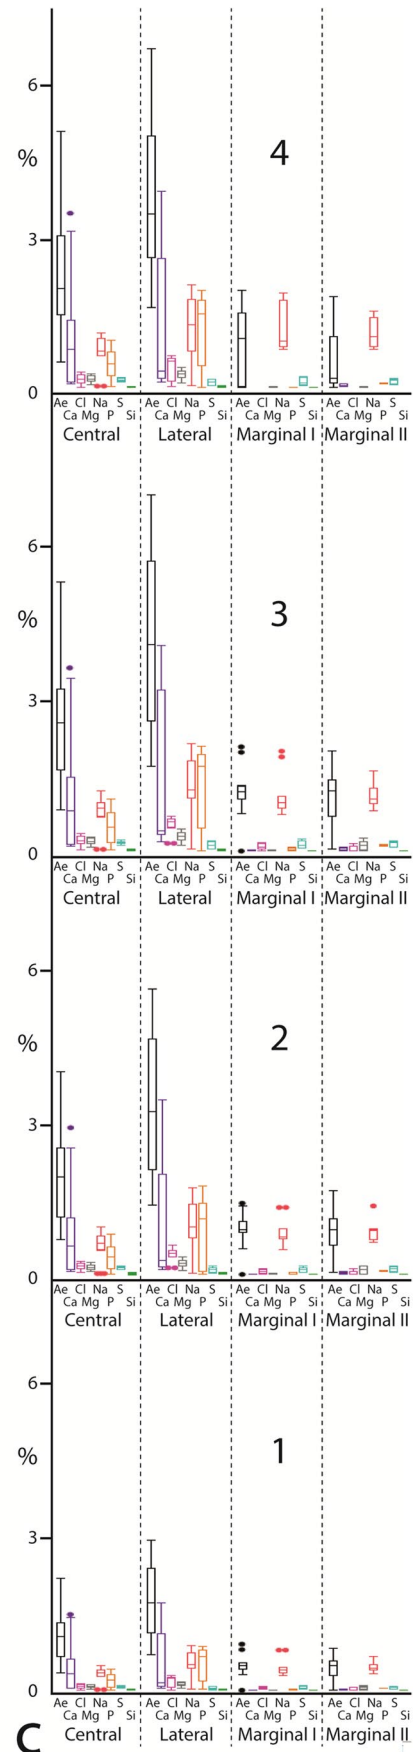 6
4
%
3
0
Ae Cl Na S Ae Cl Na S Ae Cl Na S Ae Cl Na S
Ca Mg P Si Ca Mg P Si Ca Mg P Si Ca Mg P Si
Central Lateral Marginal I Marginal II
6
3
%
3
0
Ae Cl Na S Ae Cl Na S Ae Cl Na S Ae Cl Na S
Ca Mg P Si Ca Mg P Si Ca Mg P Si Ca Mg P Si
Central Lateral Marginal I Marginal II
6
2
%
3
0
Ae Cl Na S Ae Cl Na S Ae Cl Na S Ae Cl Na S
Ca Mg P Si Ca Mg P Si Ca Mg P Si Ca Mg P Si
Central Lateral Marginal I Marginal II
6
1
%
3
0
Ae Cl Na S Ae Cl Na S Ae Cl Na S Ae Cl Na S
Ca Mg P Si Ca Mg P Si Ca Mg P Si Ca Mg P Si
C Central Lateral Marginal I Marginal II